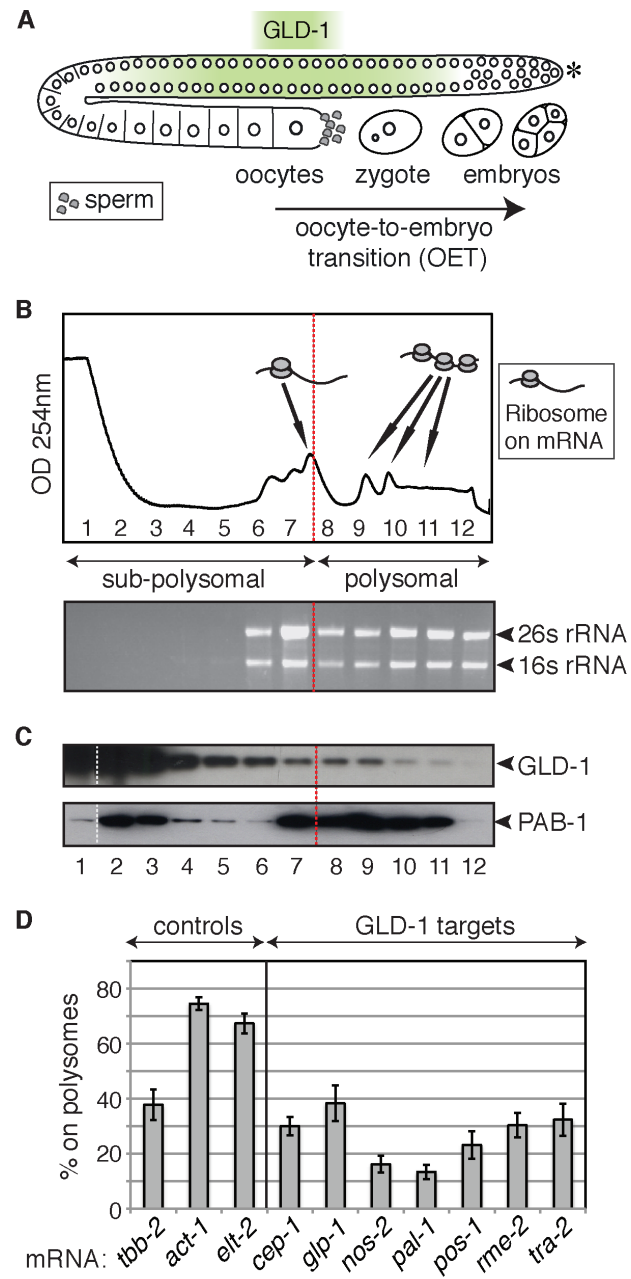 A
GLD-1
*
oocytes zygote embryos
sperm
oocyte-to-embryo
transition (OET)
B
OD 254nm
Ribosome
on mRNA
1 2 3 4 5 6 7 8 9 10 11 12
sub-polysomal polysomal
26s rRNA
16s rRNA
C
GLD-1
PAB-1
1 2 3 4 5 6 7 8 9 10 11 12
D
controls GLD-1 targets
% on polysomes
80
60
40
20
0
mRNA: tbb-2 act-1 elt-2 cep-1 glp-1 nos-2 pal-1 pos-1 rme-2 tra-2